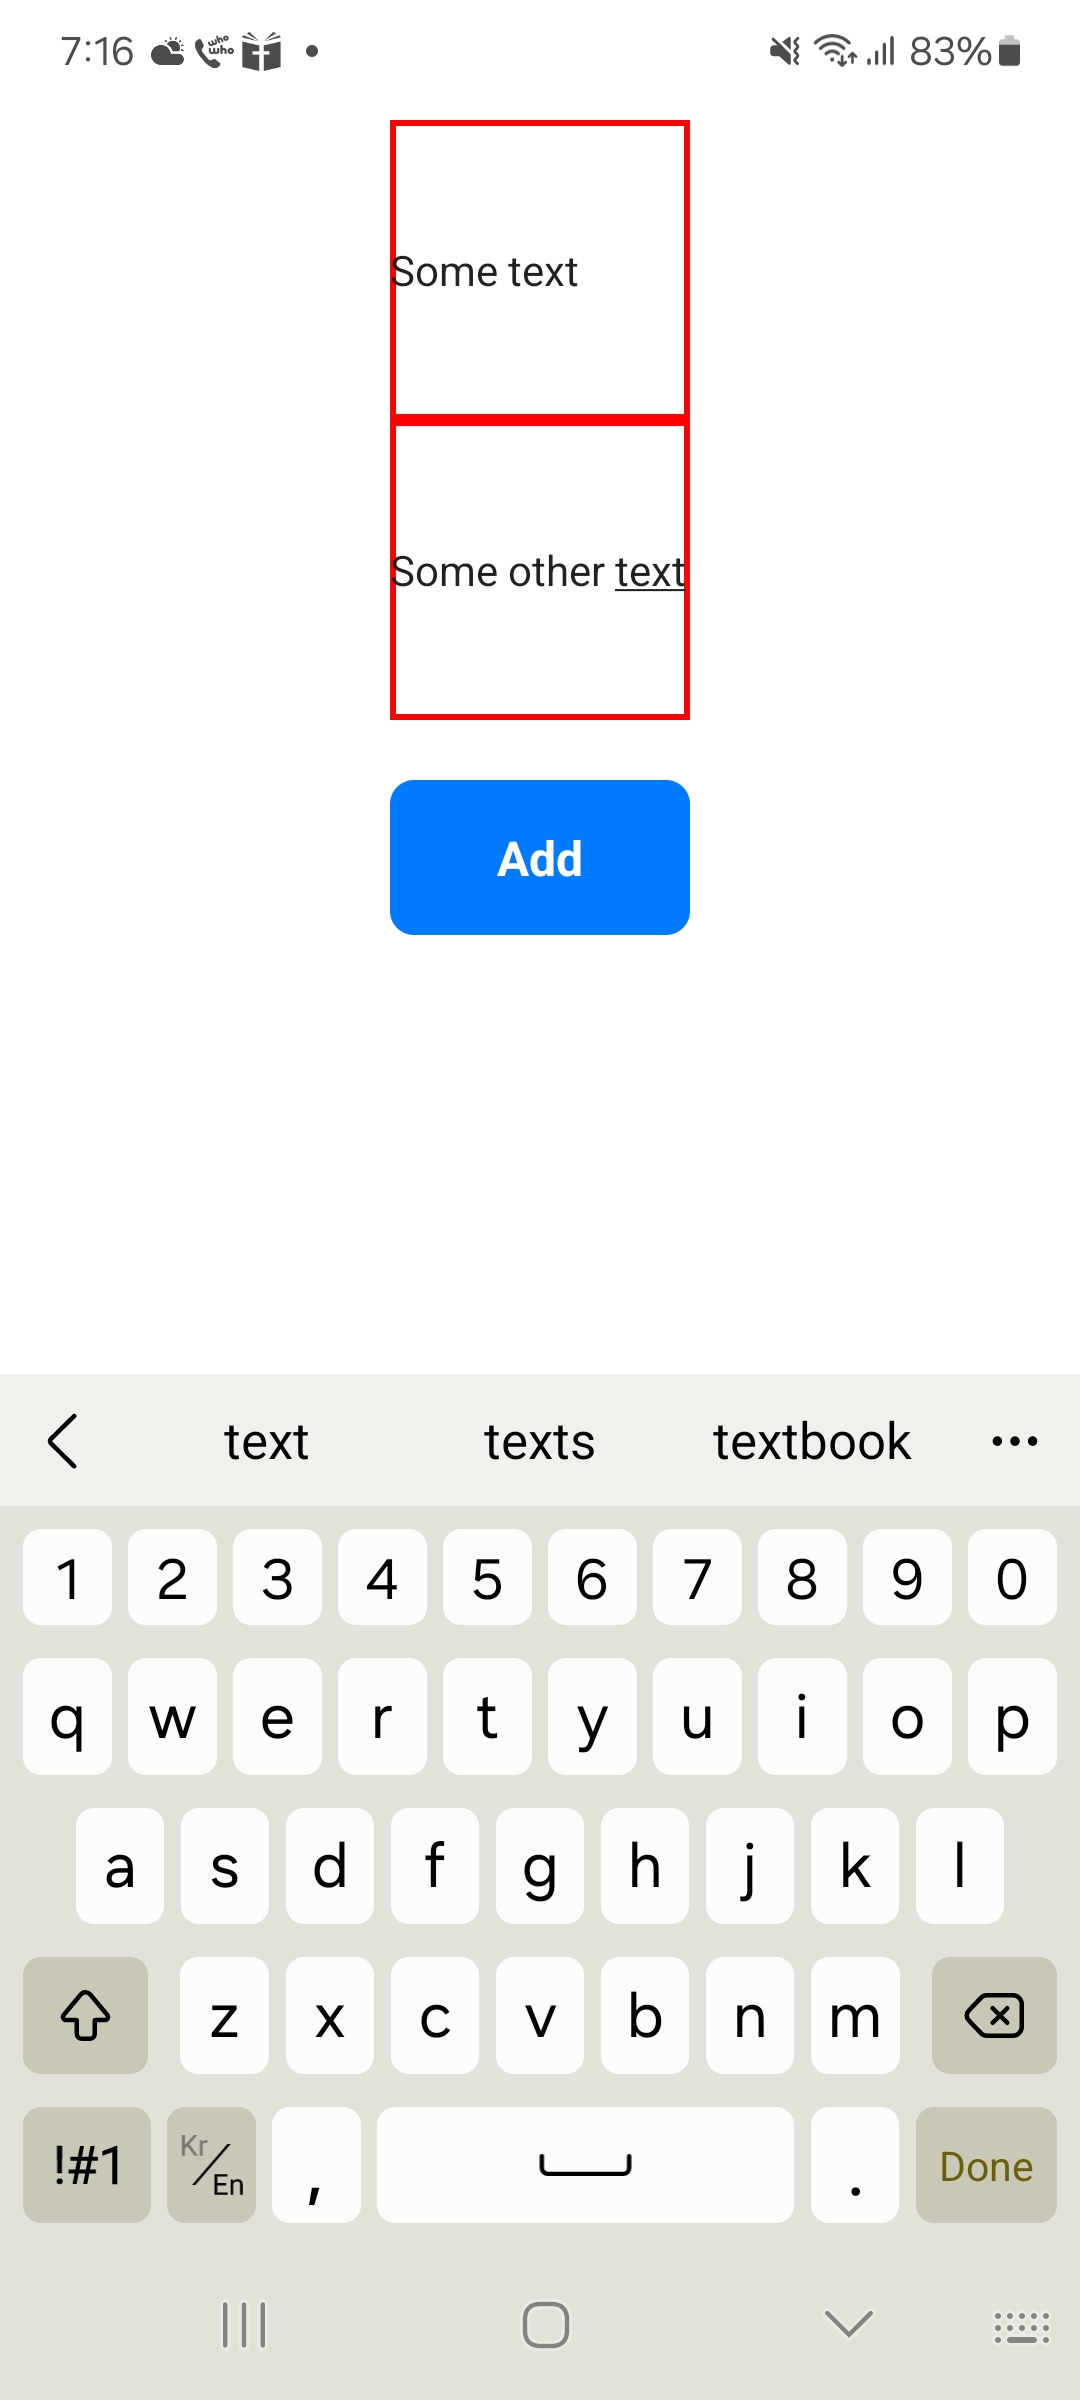 7:16 who who 83%
Some text
Some other text
Add
text texts textbook
1 2 3 4 5 6 7 8 9 0
q w e r t y u i o p
a s d f g h j k l
z x c v b n m
!#1 Kr/En , . Done